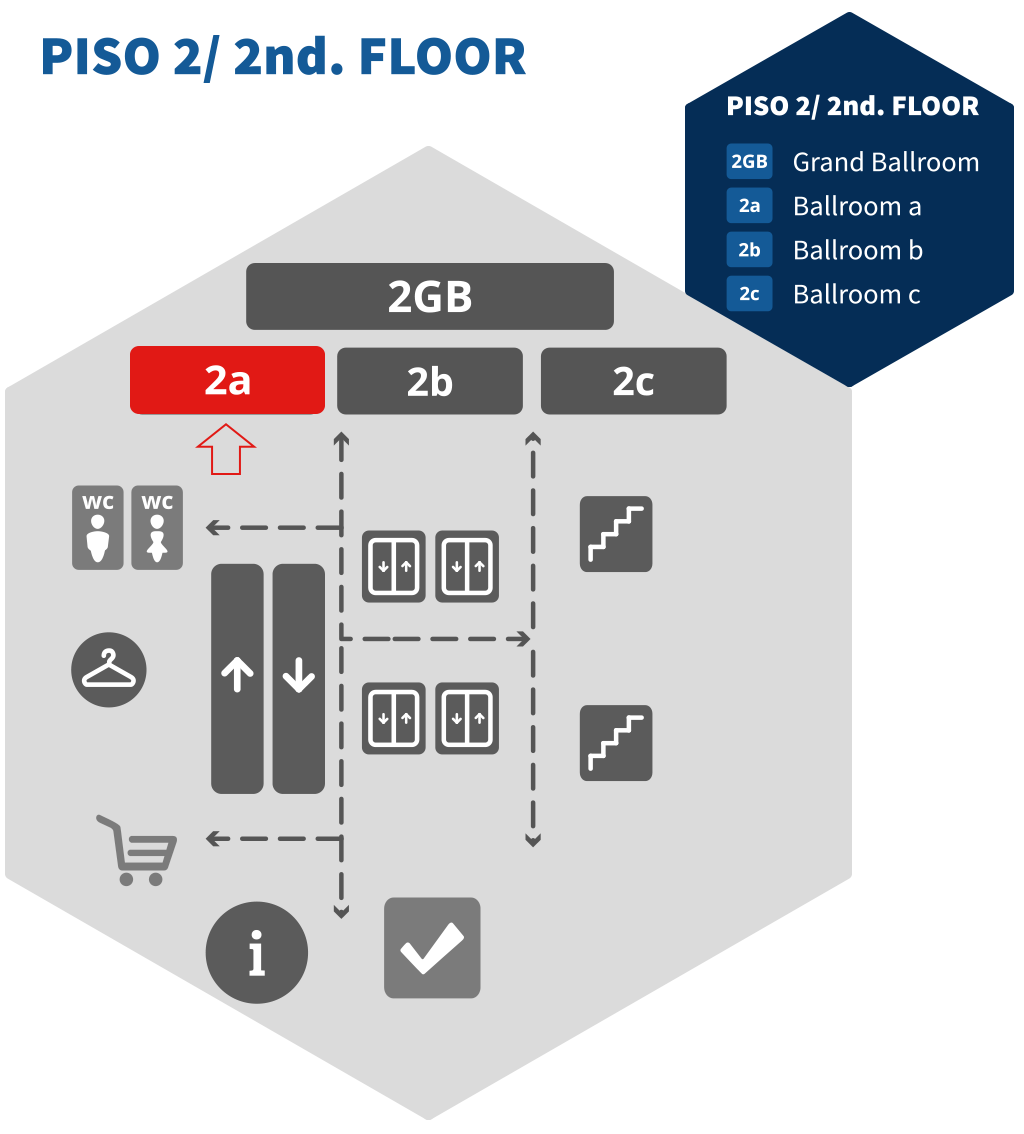 PISO 2/ 2nd. FLOOR
PISO 2/ 2nd. FLOOR
2GB Grand Ballroom
2a Ballroom a
2b Ballroom b
2c Ballroom c
2GB
2a 2b 2c
wc wc
i